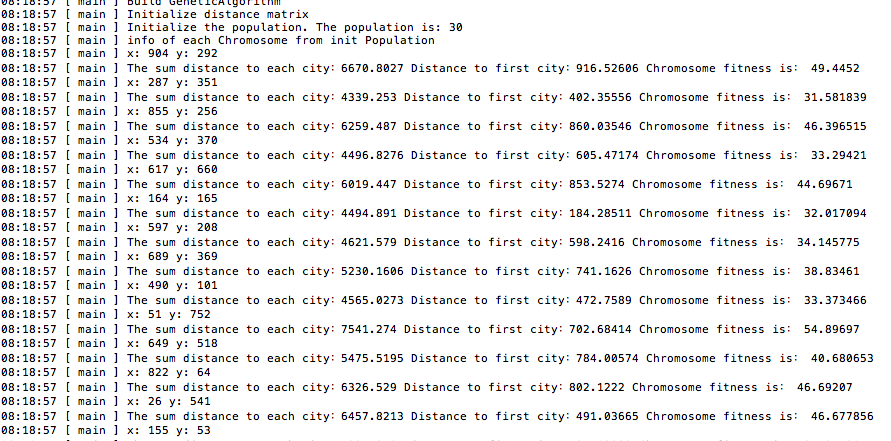 08:18:57 [ main ] Build GeneticAlgorithm
08:18:57 [ main ] Initialize distance matrix
08:18:57 [ main ] Initialize the population. The population is: 30
08:18:57 [ main ] info of each Chromosome from init Population
08:18:57 [ main ] x: 904 y: 292
08:18:57 [ main ] The sum distance to each city: 6670.8027 Distance to first city: 916.52606 Chromosome fitness is: 49.4452
08:18:57 [ main ] x: 287 y: 351
08:18:57 [ main ] The sum distance to each city: 4339.253 Distance to first city: 402.35556 Chromosome fitness is: 31.581839
08:18:57 [ main ] x: 855 y: 256
08:18:57 [ main ] The sum distance to each city: 6259.487 Distance to first city: 860.03546 Chromosome fitness is: 46.396515
08:18:57 [ main ] x: 534 y: 370
08:18:57 [ main ] The sum distance to each city: 4496.8276 Distance to first city: 605.47174 Chromosome fitness is: 33.29421
08:18:57 [ main ] x: 617 y: 660
08:18:57 [ main ] The sum distance to each city: 6019.447 Distance to first city: 853.5274 Chromosome fitness is: 44.69671
08:18:57 [ main ] x: 164 y: 165
08:18:57 [ main ] The sum distance to each city: 4494.891 Distance to first city: 184.28511 Chromosome fitness is: 32.017094
08:18:57 [ main ] x: 597 y: 208
08:18:57 [ main ] The sum distance to each city: 4621.579 Distance to first city: 598.2416 Chromosome fitness is: 34.145775
08:18:57 [ main ] x: 689 y: 369
08:18:57 [ main ] The sum distance to each city: 5230.1606 Distance to first city: 741.1626 Chromosome fitness is: 38.83461
08:18:57 [ main ] x: 490 y: 101
08:18:57 [ main ] The sum distance to each city: 4565.0273 Distance to first city: 472.7589 Chromosome fitness is: 33.373466
08:18:57 [ main ] x: 51 y: 752
08:18:57 [ main ] The sum distance to each city: 7541.274 Distance to first city: 702.68414 Chromosome fitness is: 54.89697
08:18:57 [ main ] x: 649 y: 518
08:18:57 [ main ] The sum distance to each city: 5475.5195 Distance to first city: 784.00574 Chromosome fitness is: 40.680653
08:18:57 [ main ] x: 822 y: 64
08:18:57 [ main ] The sum distance to each city: 6326.529 Distance to first city: 802.1222 Chromosome fitness is: 46.69207
08:18:57 [ main ] x: 26 y: 541
08:18:57 [ main ] The sum distance to each city: 6457.8213 Distance to first city: 491.03665 Chromosome fitness is: 46.677856
08:18:57 [ main ] x: 155 y: 53